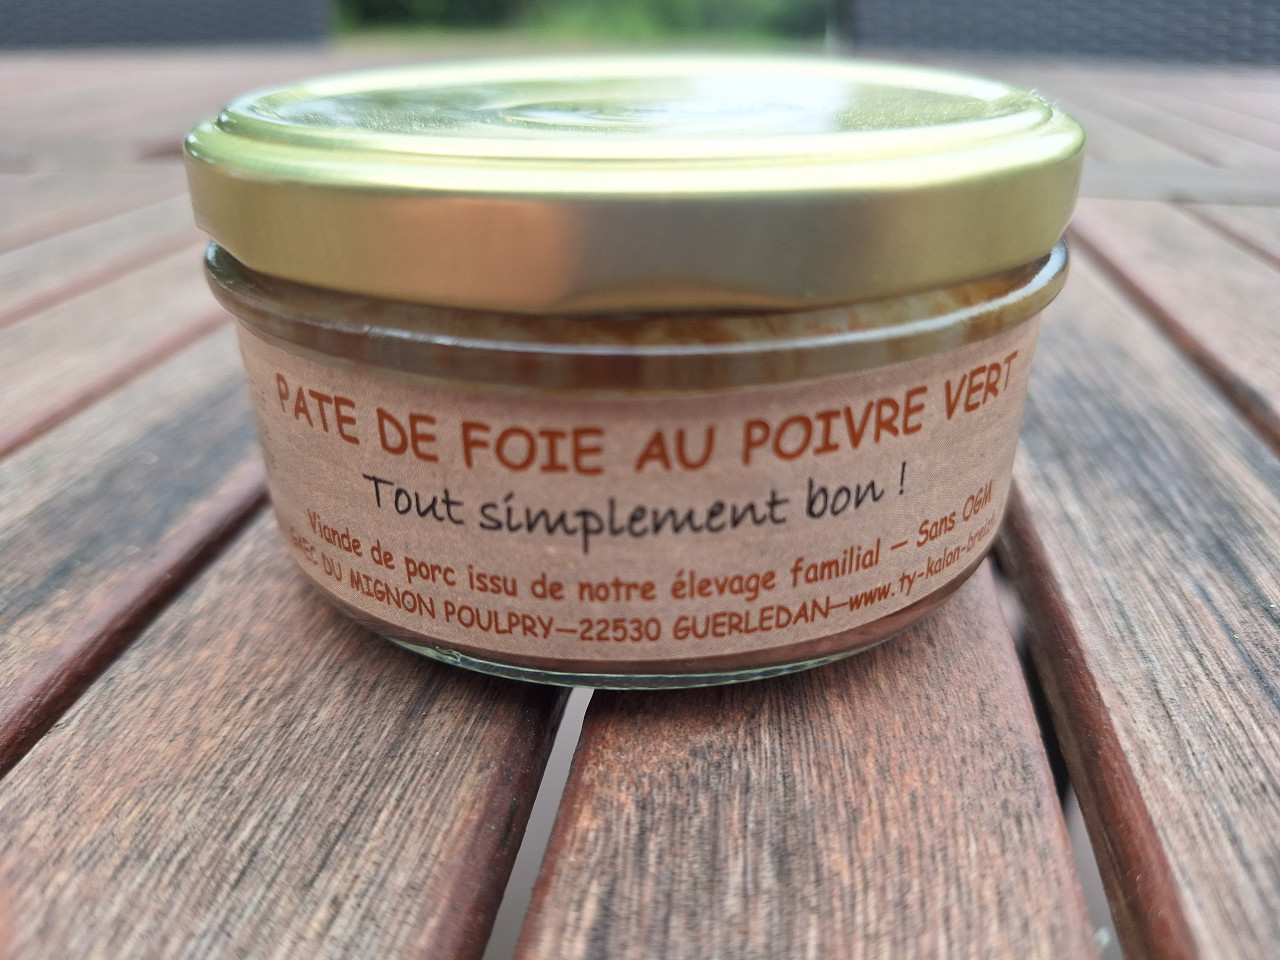 PATE DE FOIE AU POIVRE VERT
Tout simplement bon !
Viande de porc issu de notre élevage familial – Sans OGM
DU MIGNON POULPRY—22530 GUERLEDAN—www.ty-kalon-breizh